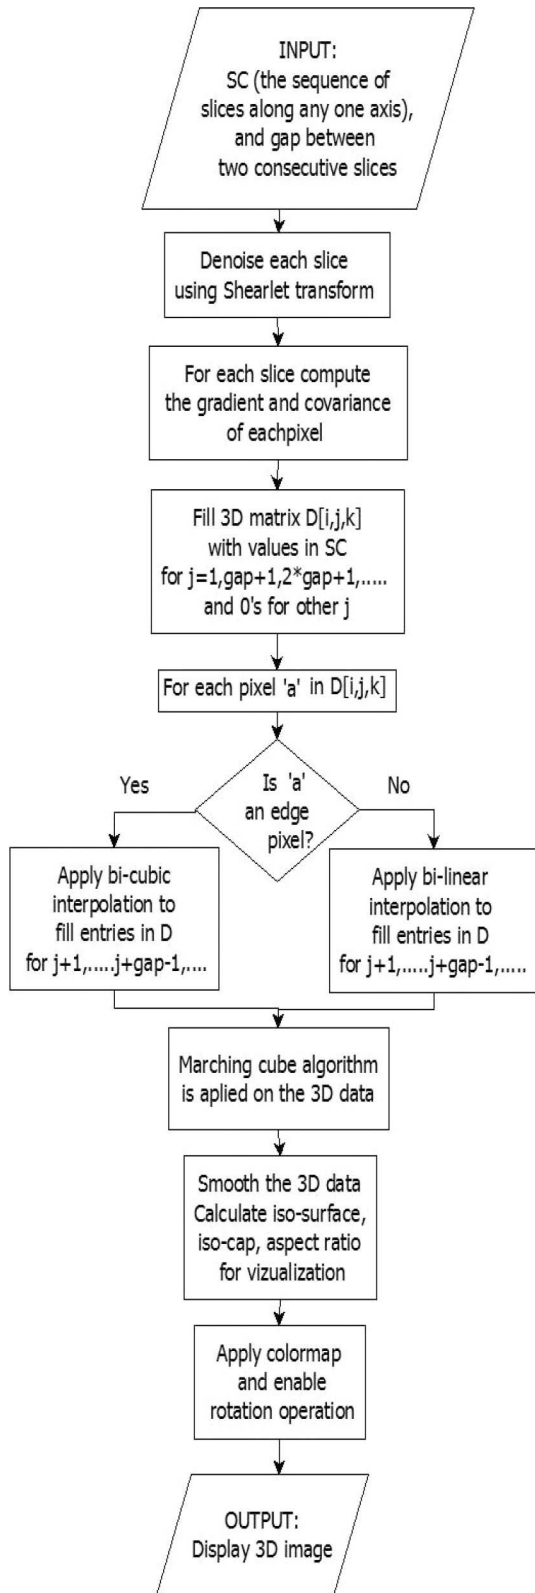 INPUT:
SC (the sequence of
slices along any one axis),
and gap between
two consecutive slices
Denoise each slice
using Shearlet transform
For each slice compute
the gradient and covariance
of eachpixel
Fill 3D matrix D[i,j,k]
with values in SC
for j=1,gap+1,2*gap+1,.....
and 0's for other j
For each pixel 'a' in D[i,j,k]
Is 'a'
an edge
pixel?
Yes
No
Apply bi-cubic
interpolation to
fill entries in D
for j+1,.....j+gap-1,....
Apply bi-linear
interpolation to
fill entries in D
for j+1,.....j+gap-1,.....
Marching cube algorithm
is aplied on the 3D data
Smooth the 3D data
Calculate iso-surface,
iso-cap, aspect ratio
for vizualization
Apply colormap
and enable
rotation operation
OUTPUT:
Display 3D image